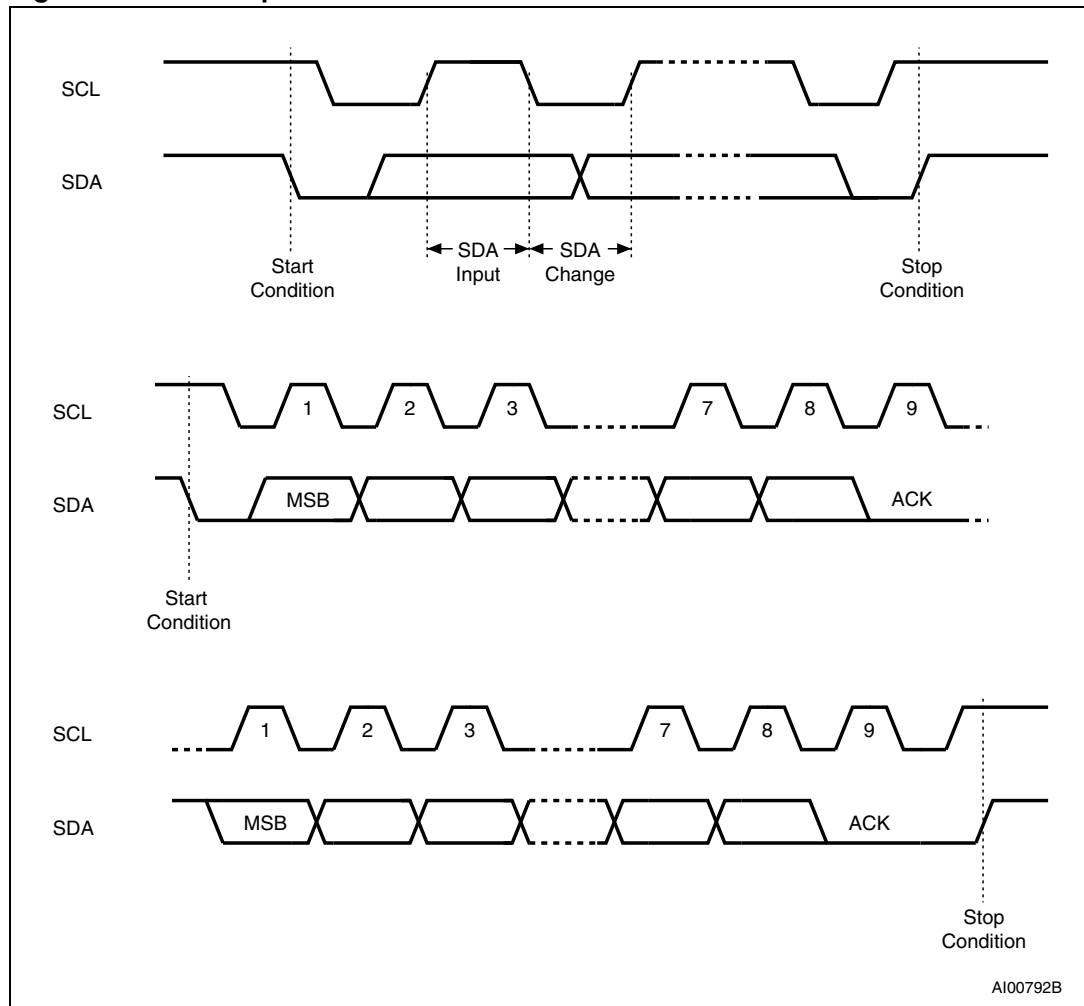 SCL
SDA
SDA Input
SDA Change
Start Condition
Stop Condition
SCL
1 2 3 7 8 9
SDA
MSB ACK
Start Condition
SCL
1 2 3 7 8 9
SDA
MSB ACK
Stop Condition
AI00792B